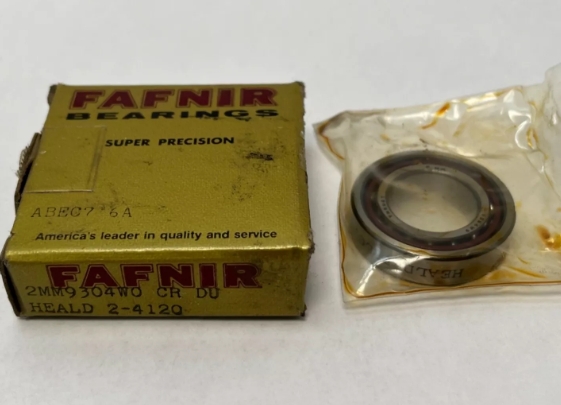 FAFNIR
BEARINGS
SUPER PRECISION
ABEC7 6A
America's leader in quality and service
FAFNIR
2MM9304WO CR DU
HEALD 2-4120
HEALD